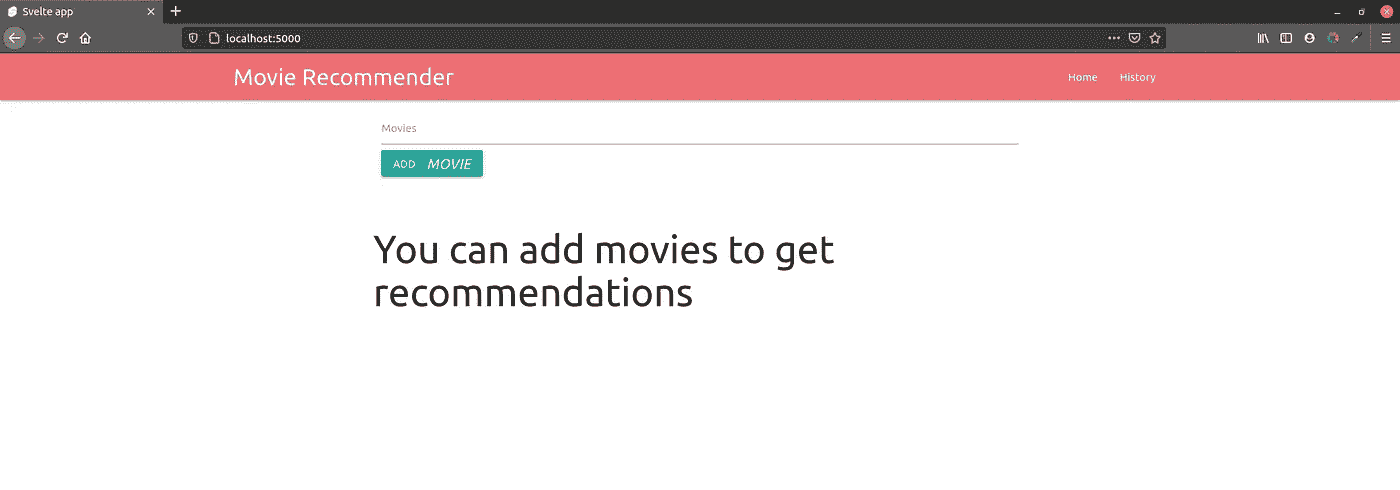 Svelte app
localhost:5000
Movie Recommender
Home
History
Movies
ADD MOVIE
You can add movies to get
recommendations